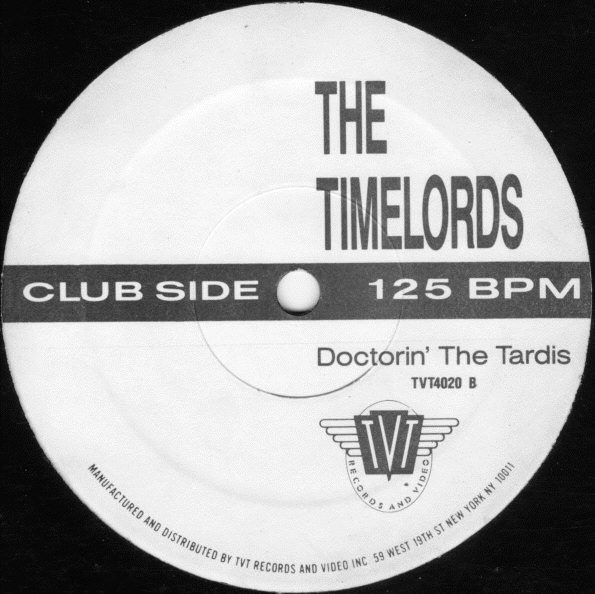 THE
TIMELORDS
CLUB SIDE 125 BPM
Doctorin' The Tardis
TVT4020 B
TVT
RECORDS AND VIDEO
MANUFACTURED AND DISTRIBUTED BY TVT RECORDS AND VIDEO INC 59 WEST 19TH ST NEW YORK NY 10011